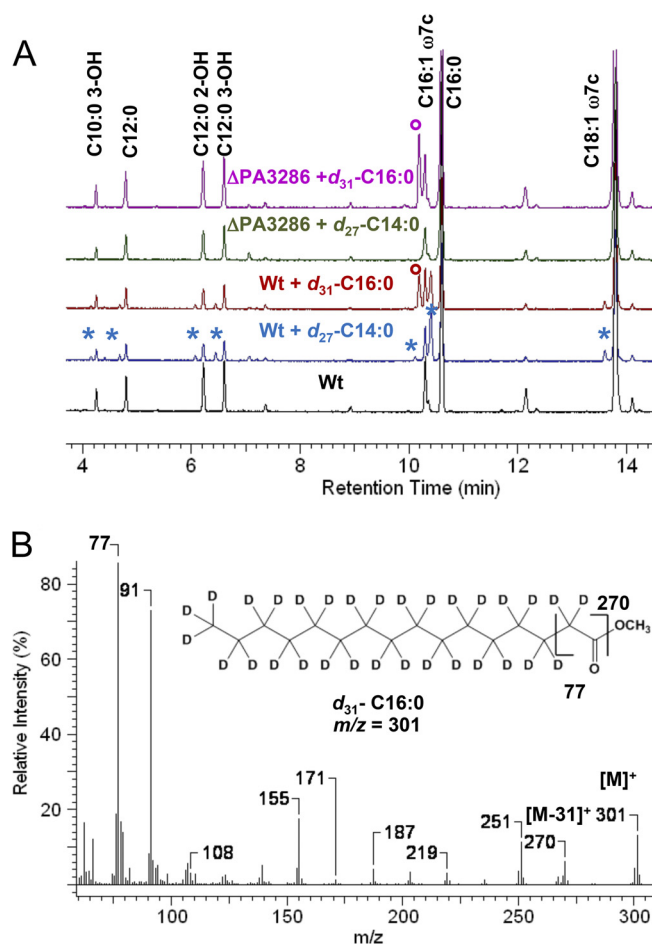 A
C10:0 3-OH
C12:0
C12:0 2-OH
C12:0 3-OH
C16:1 ω7c
C16:0
C18:1 ω7c
ΔPA3286 +d31-C16:0
ΔPA3286 + d27-C14:0
Wt + d31-C16:0
* * * * Wt + d27-C14:0 * * *
Wt
4 6 8 10 12 14
Retention Time (min)
B
77
91
80
60
40
20
Relative Intensity (%)
D D D D D D D D D
D D D D D D D D
D
D D D D D D D D
270
OCH3
O
77
d31- C16:0
m/z = 301
108
155
171
187
219
251
[M-31]+
270
[M]+
301
100 150 200 250 300
m/z